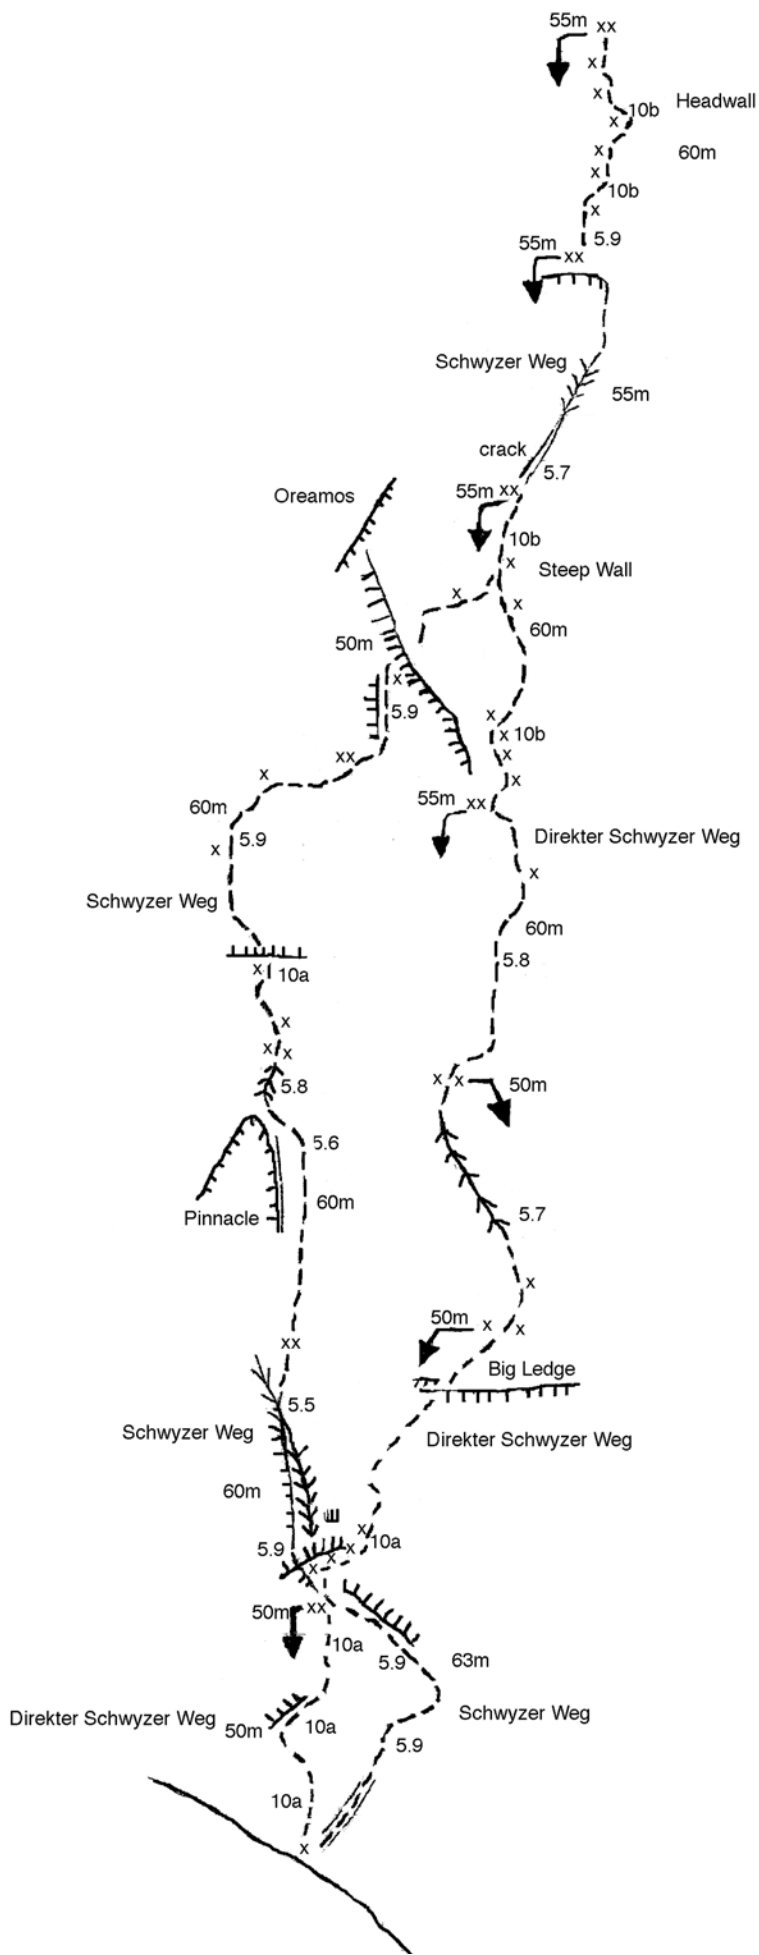 55m xx
x
x
10b Headwall
x
x 60m
x
10b
x
5.9
55m xx
Schwyzer Weg
55m
crack
5.7
Oreamos
55m xx
10b
x Steep Wall
x
x
60m
50m
x
5.9
x
x 10b
xx
x
x
x
60m
55m xx
5.9
Direkter Schwyzer Weg
x
x
Schwyzer Weg
60m
5.8
x 10a
x
x x
x x
50m
5.8
5.6
60m
Pinnacle
5.7
x
50m x x
xx
Big Ledge
5.5
Schwyzer Weg
Direkter Schwyzer Weg
60m
x
10a
5.9
x
x
x
50m xx
10a
5.9 63m
Direkter Schwyzer Weg
50m
10a
Schwyzer Weg
5.9
10a
x